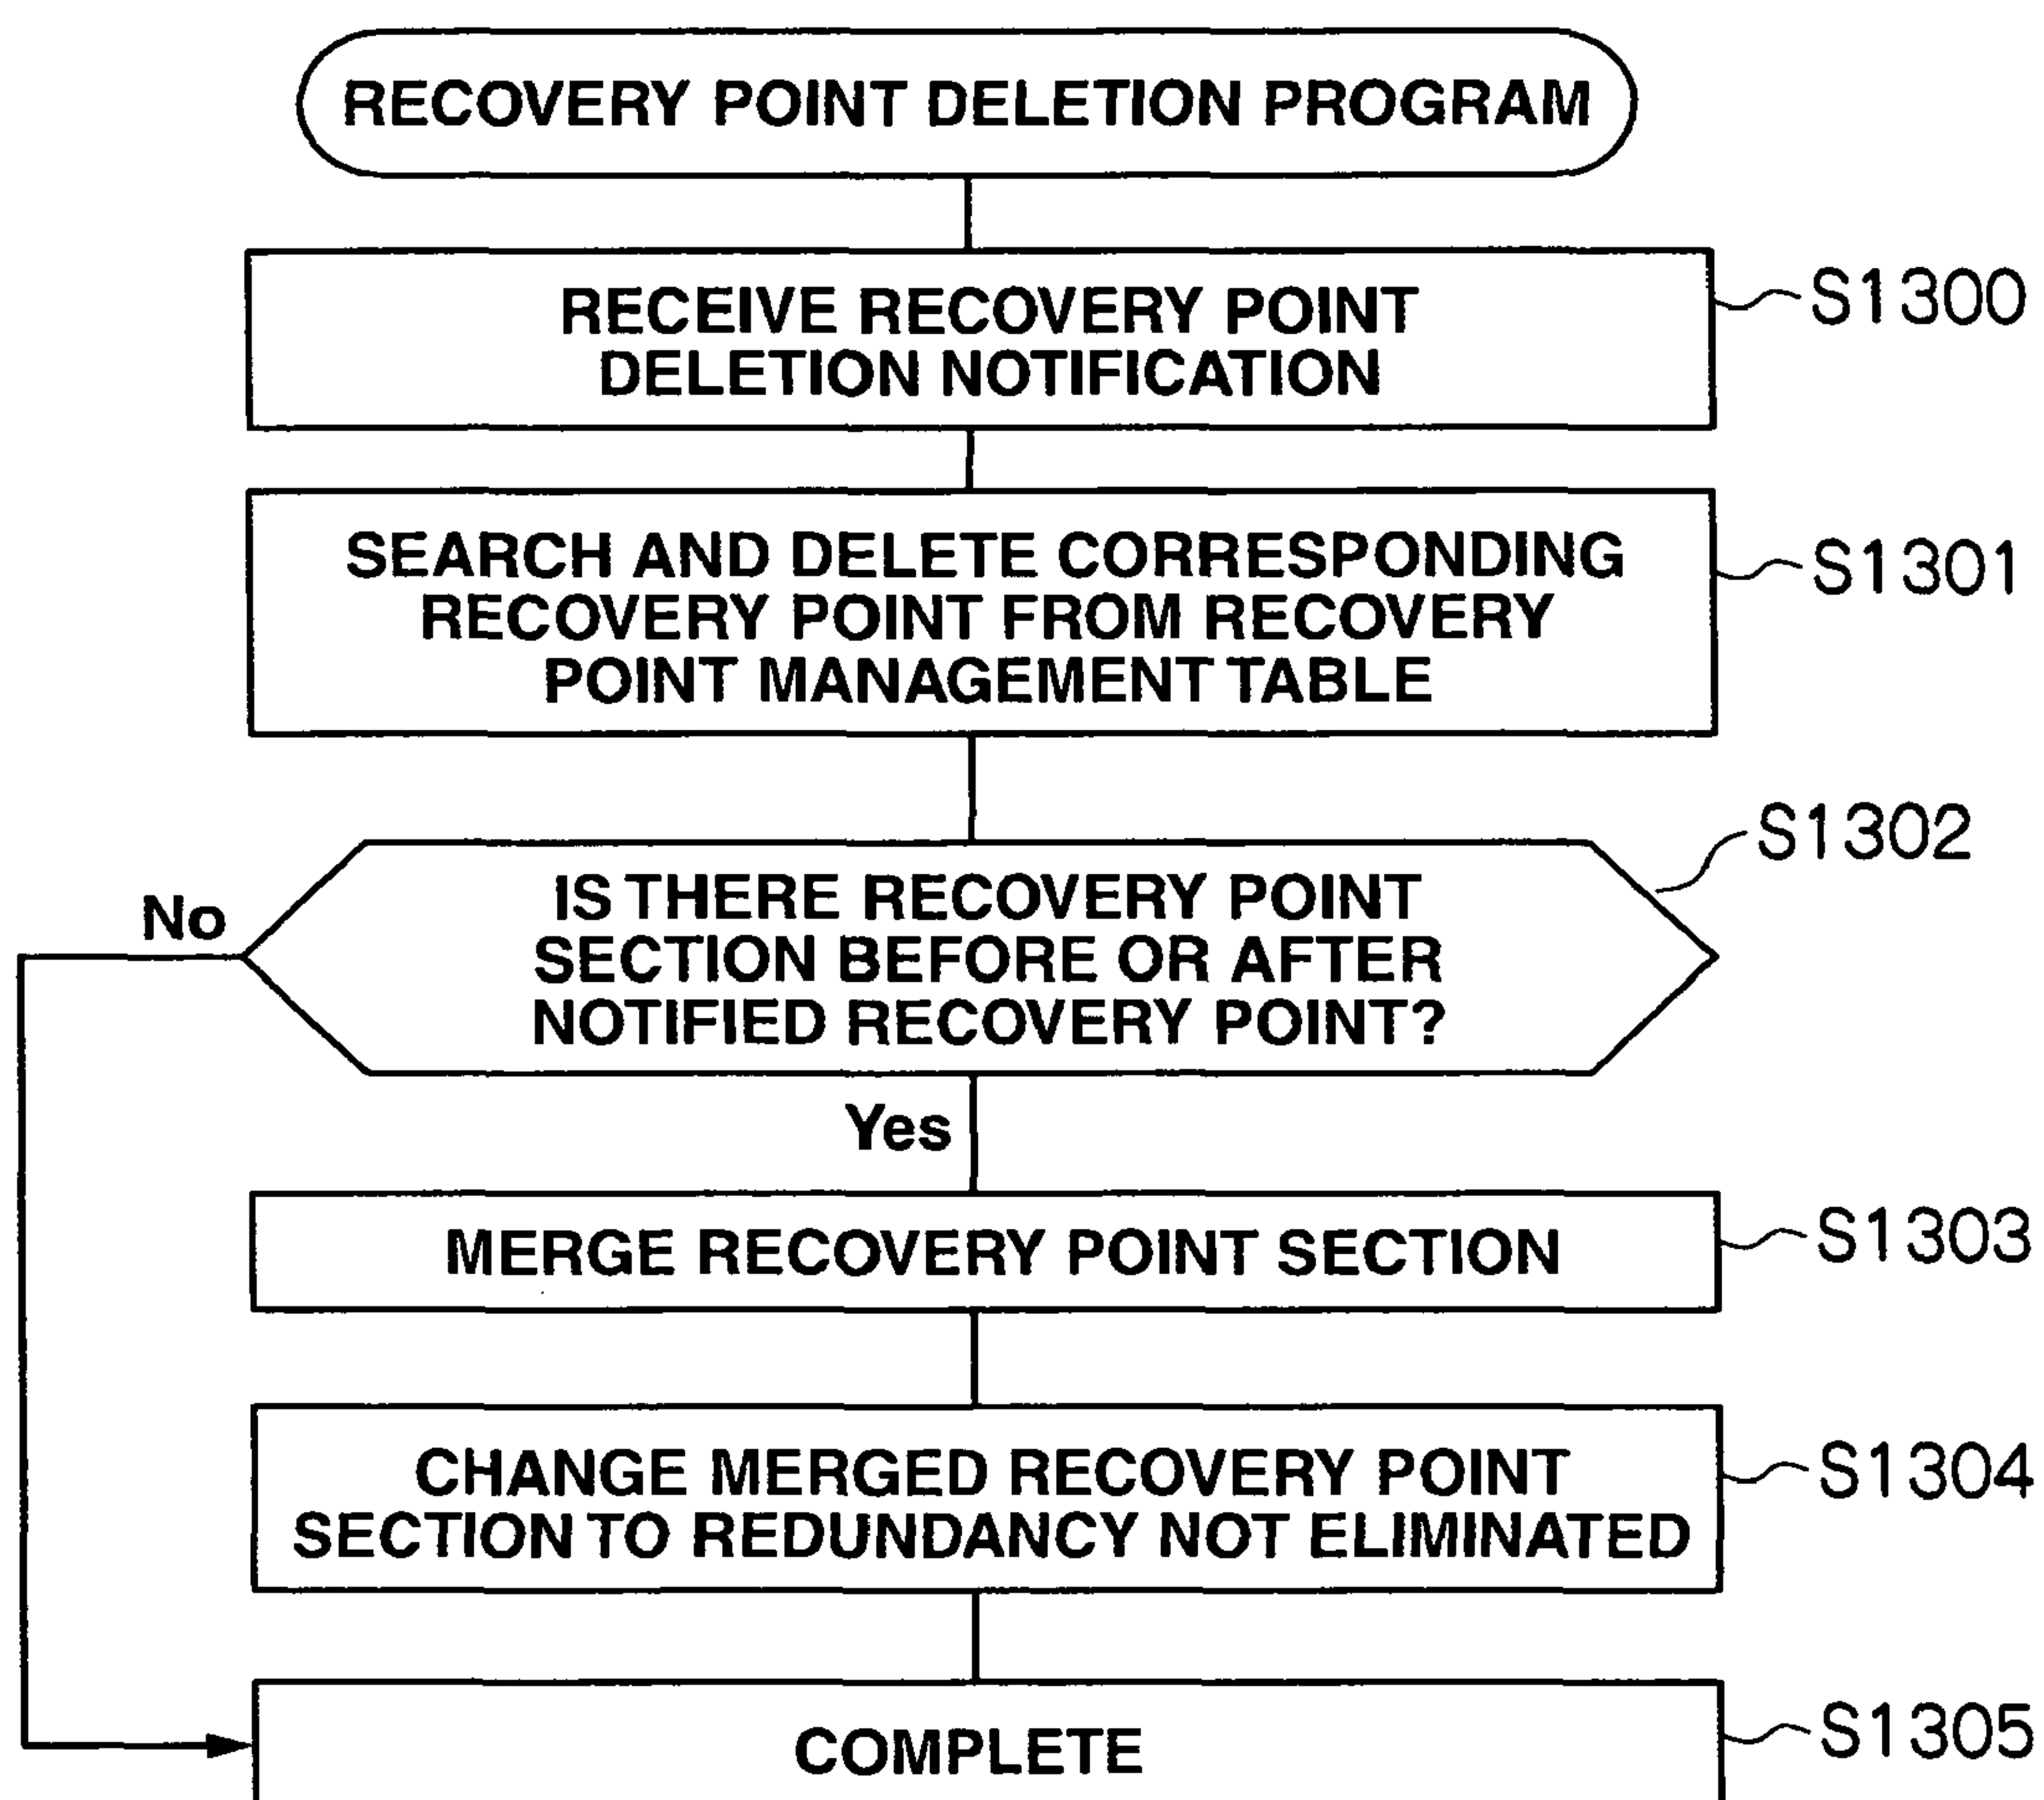 RECOVERY POINT DELETION PROGRAM
RECEIVE RECOVERY POINT
DELETION NOTIFICATION
S1300
SEARCH AND DELETE CORRESPONDING
RECOVERY POINT FROM RECOVERY
POINT MANAGEMENT TABLE
S1301
S1302
IS THERE RECOVERY POINT
SECTION BEFORE OR AFTER
NOTIFIED RECOVERY POINT?
No
Yes
MERGE RECOVERY POINT SECTION
S1303
CHANGE MERGED RECOVERY POINT
SECTION TO REDUNDANCY NOT ELIMINATED
S1304
COMPLETE
S1305